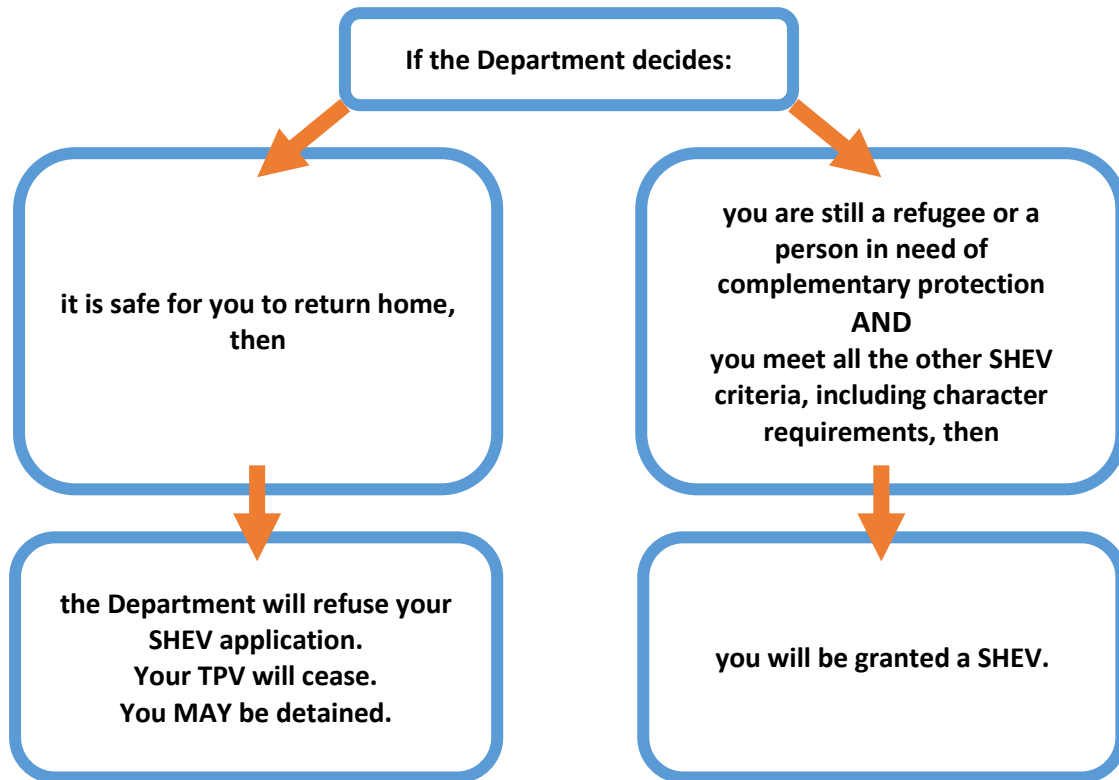 If the Department decides:
it is safe for you to return home,
then
the Department will refuse your
SHEV application.
Your TPV will cease.
You MAY be detained.
you are still a refugee or a
person in need of
complementary protection
AND
you meet all the other SHEV
criteria, including character
requirements, then
you will be granted a SHEV.